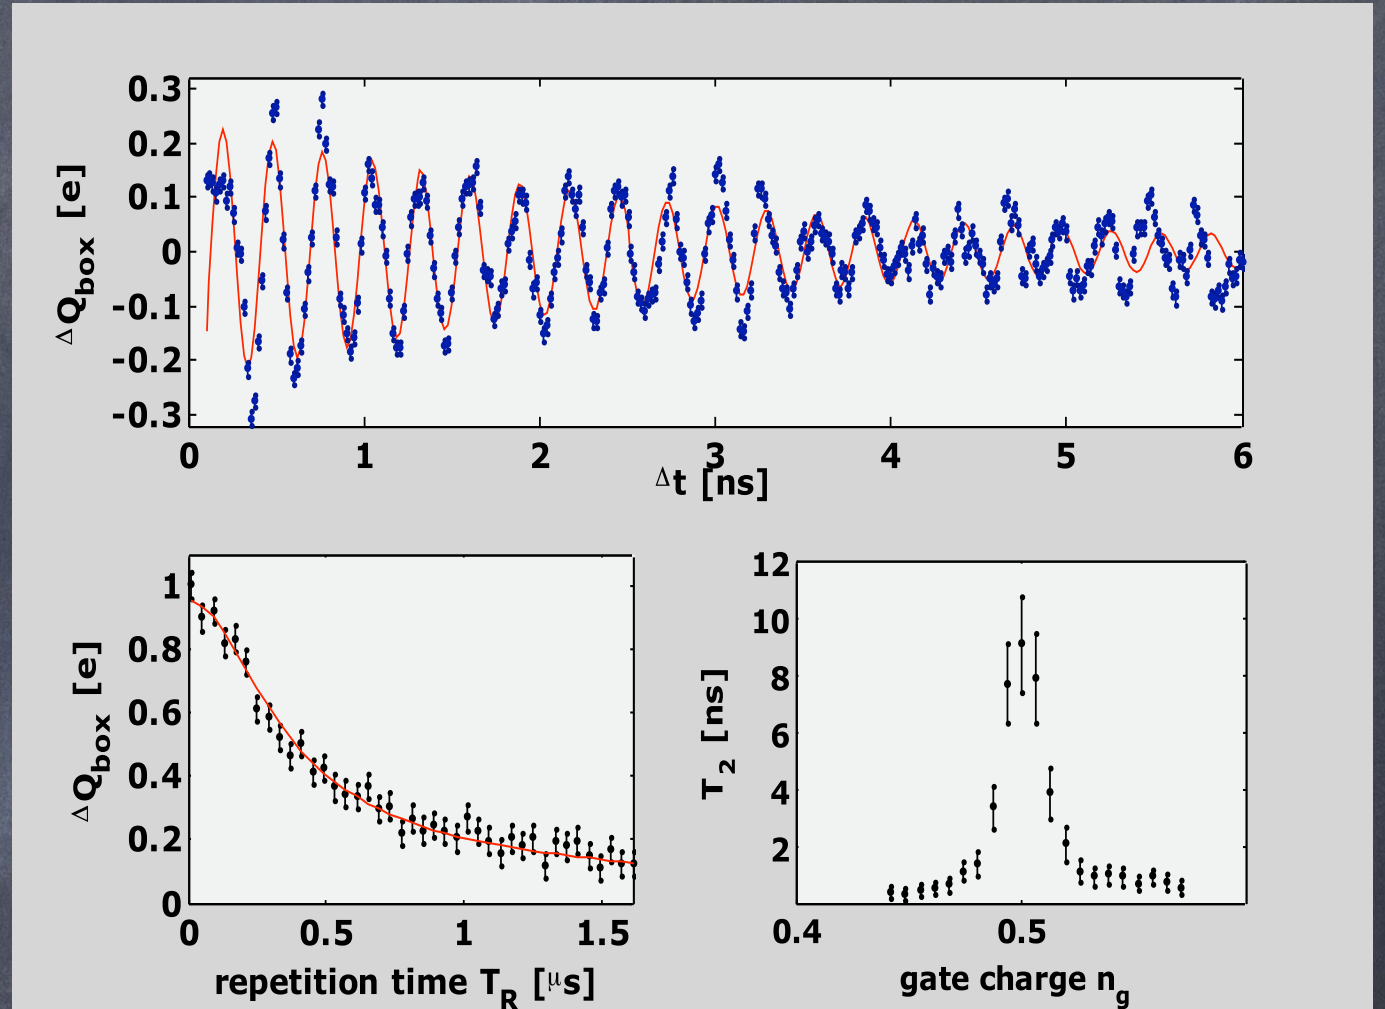 0.3
0.2
0.1
0
-0.1
-0.2
-0.3
ΔQbox [e]
0 1 2 3 4 5 6
Δt [ns]
1
0.8
0.6
0.4
0.2
0
ΔQbox [e]
0 0.5 1 1.5
repetition time TR [μs]
12
10
8
6
4
2
T2 [ns]
0.4 0.5
gate charge ng